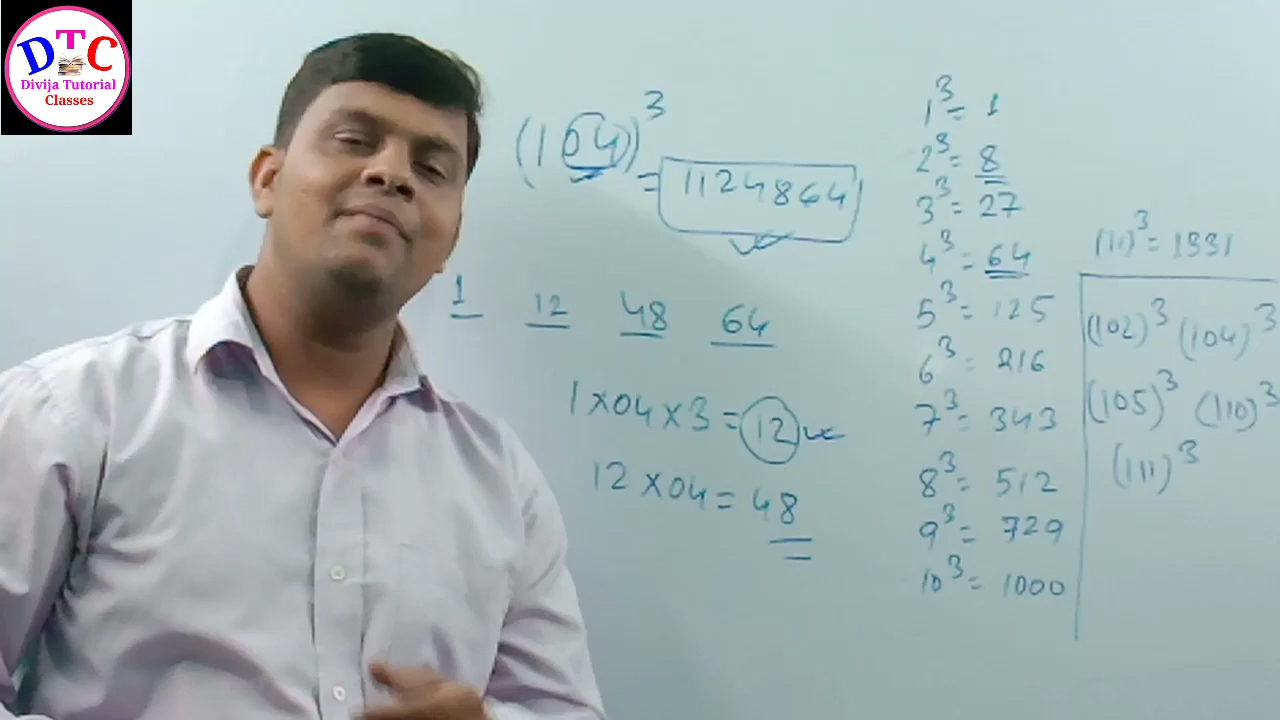 DTC
Divija Tutorial
Classes
(104)³
= 1124864
1 12 48 64
1×04×3 = 12
12×04 = 48
1³ = 1
2³ = 8
3³ = 27
4³ = 64
5³ = 125
6³ = 216
7³ = 343
8³ = 512
9³ = 729
10³ = 1000
(11)³ = 1331
(102)³ (104)³
(105)³ (110)³
(111)³